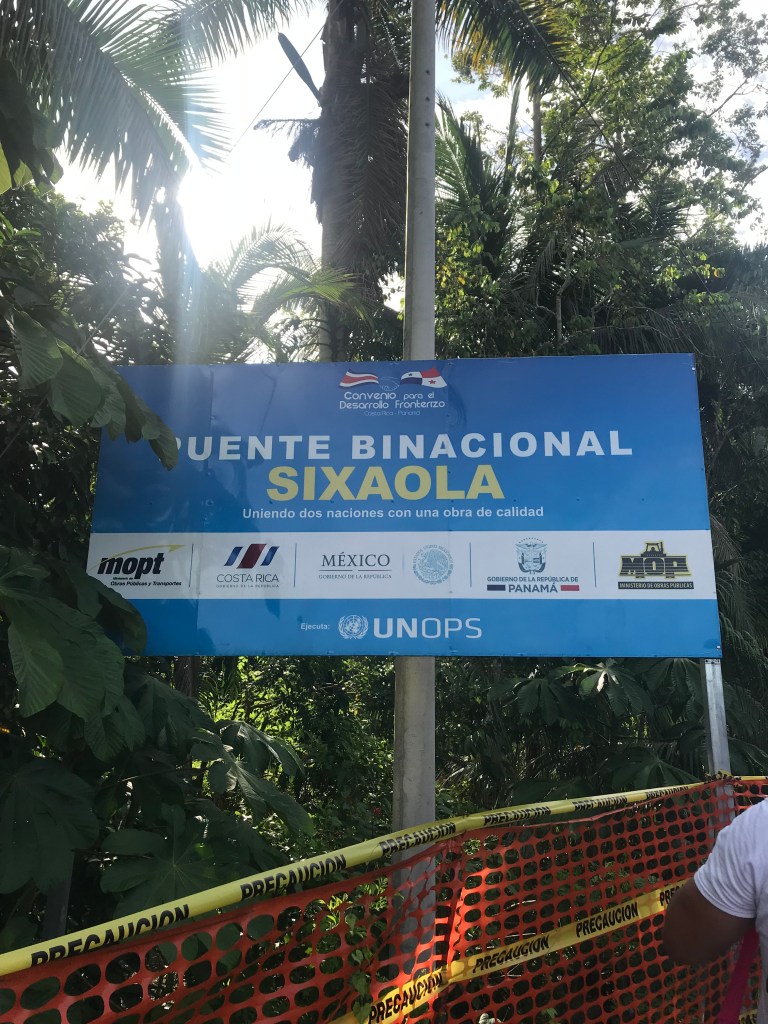 Convenio para el
Desarrollo Fronterizo
Costa Rica - Panamá
PUENTE BINACIONAL
SIXAOLA
Uniendo dos naciones con una obra de calidad
mopt
Ministerio de
Obras Públicas y Transportes
COSTA RICA
GOBIERNO DE LA REPÚBLICA
MÉXICO
GOBIERNO DE LA REPÚBLICA
GOBIERNO DE LA REPÚBLICA DE
PANAMÁ
MOP
MINISTERIO DE OBRAS PÚBLICAS
Ejecuta: UNOPS
PRECAUCION PRECAUCION PRECAUCION PRECAUCION PRECAUCION PRECAUCION
PRECAUCION PRECAUCION PRECAUCION